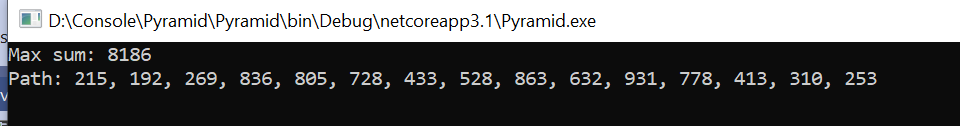 D:\Console\Pyramid\Pyramid\bin\Debug\netcoreapp3.1\Pyramid.exe
Max sum: 8186
Path: 215, 192, 269, 836, 805, 728, 433, 528, 863, 632, 931, 778, 413, 310, 253